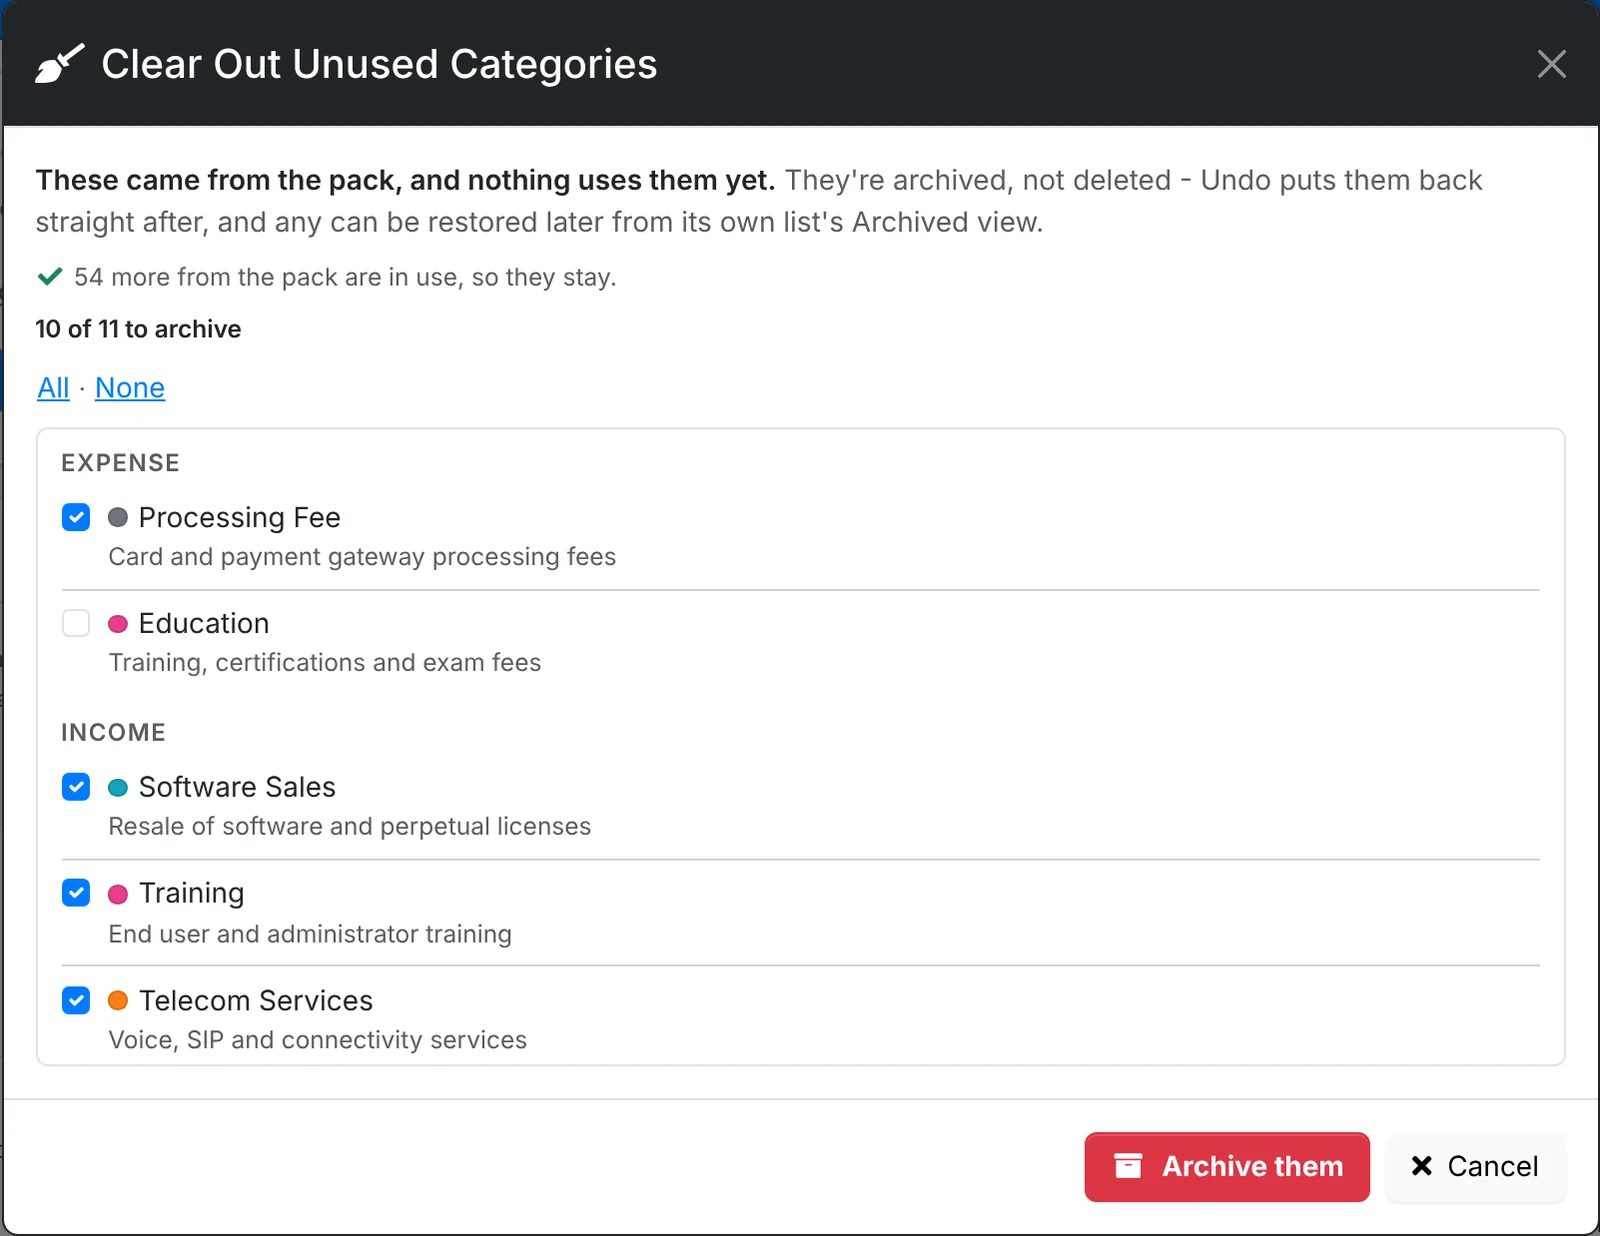 Clear Out Unused Categories
These came from the pack, and nothing uses them yet. They're archived, not deleted - Undo puts them back
straight after, and any can be restored later from its own list's Archived view.
54 more from the pack are in use, so they stay.
10 of 11 to archive
All · None
EXPENSE
Processing Fee
Card and payment gateway processing fees
Education
Training, certifications and exam fees
INCOME
Software Sales
Resale of software and perpetual licenses
Training
End user and administrator training
Telecom Services
Voice, SIP and connectivity services
Archive them
Cancel